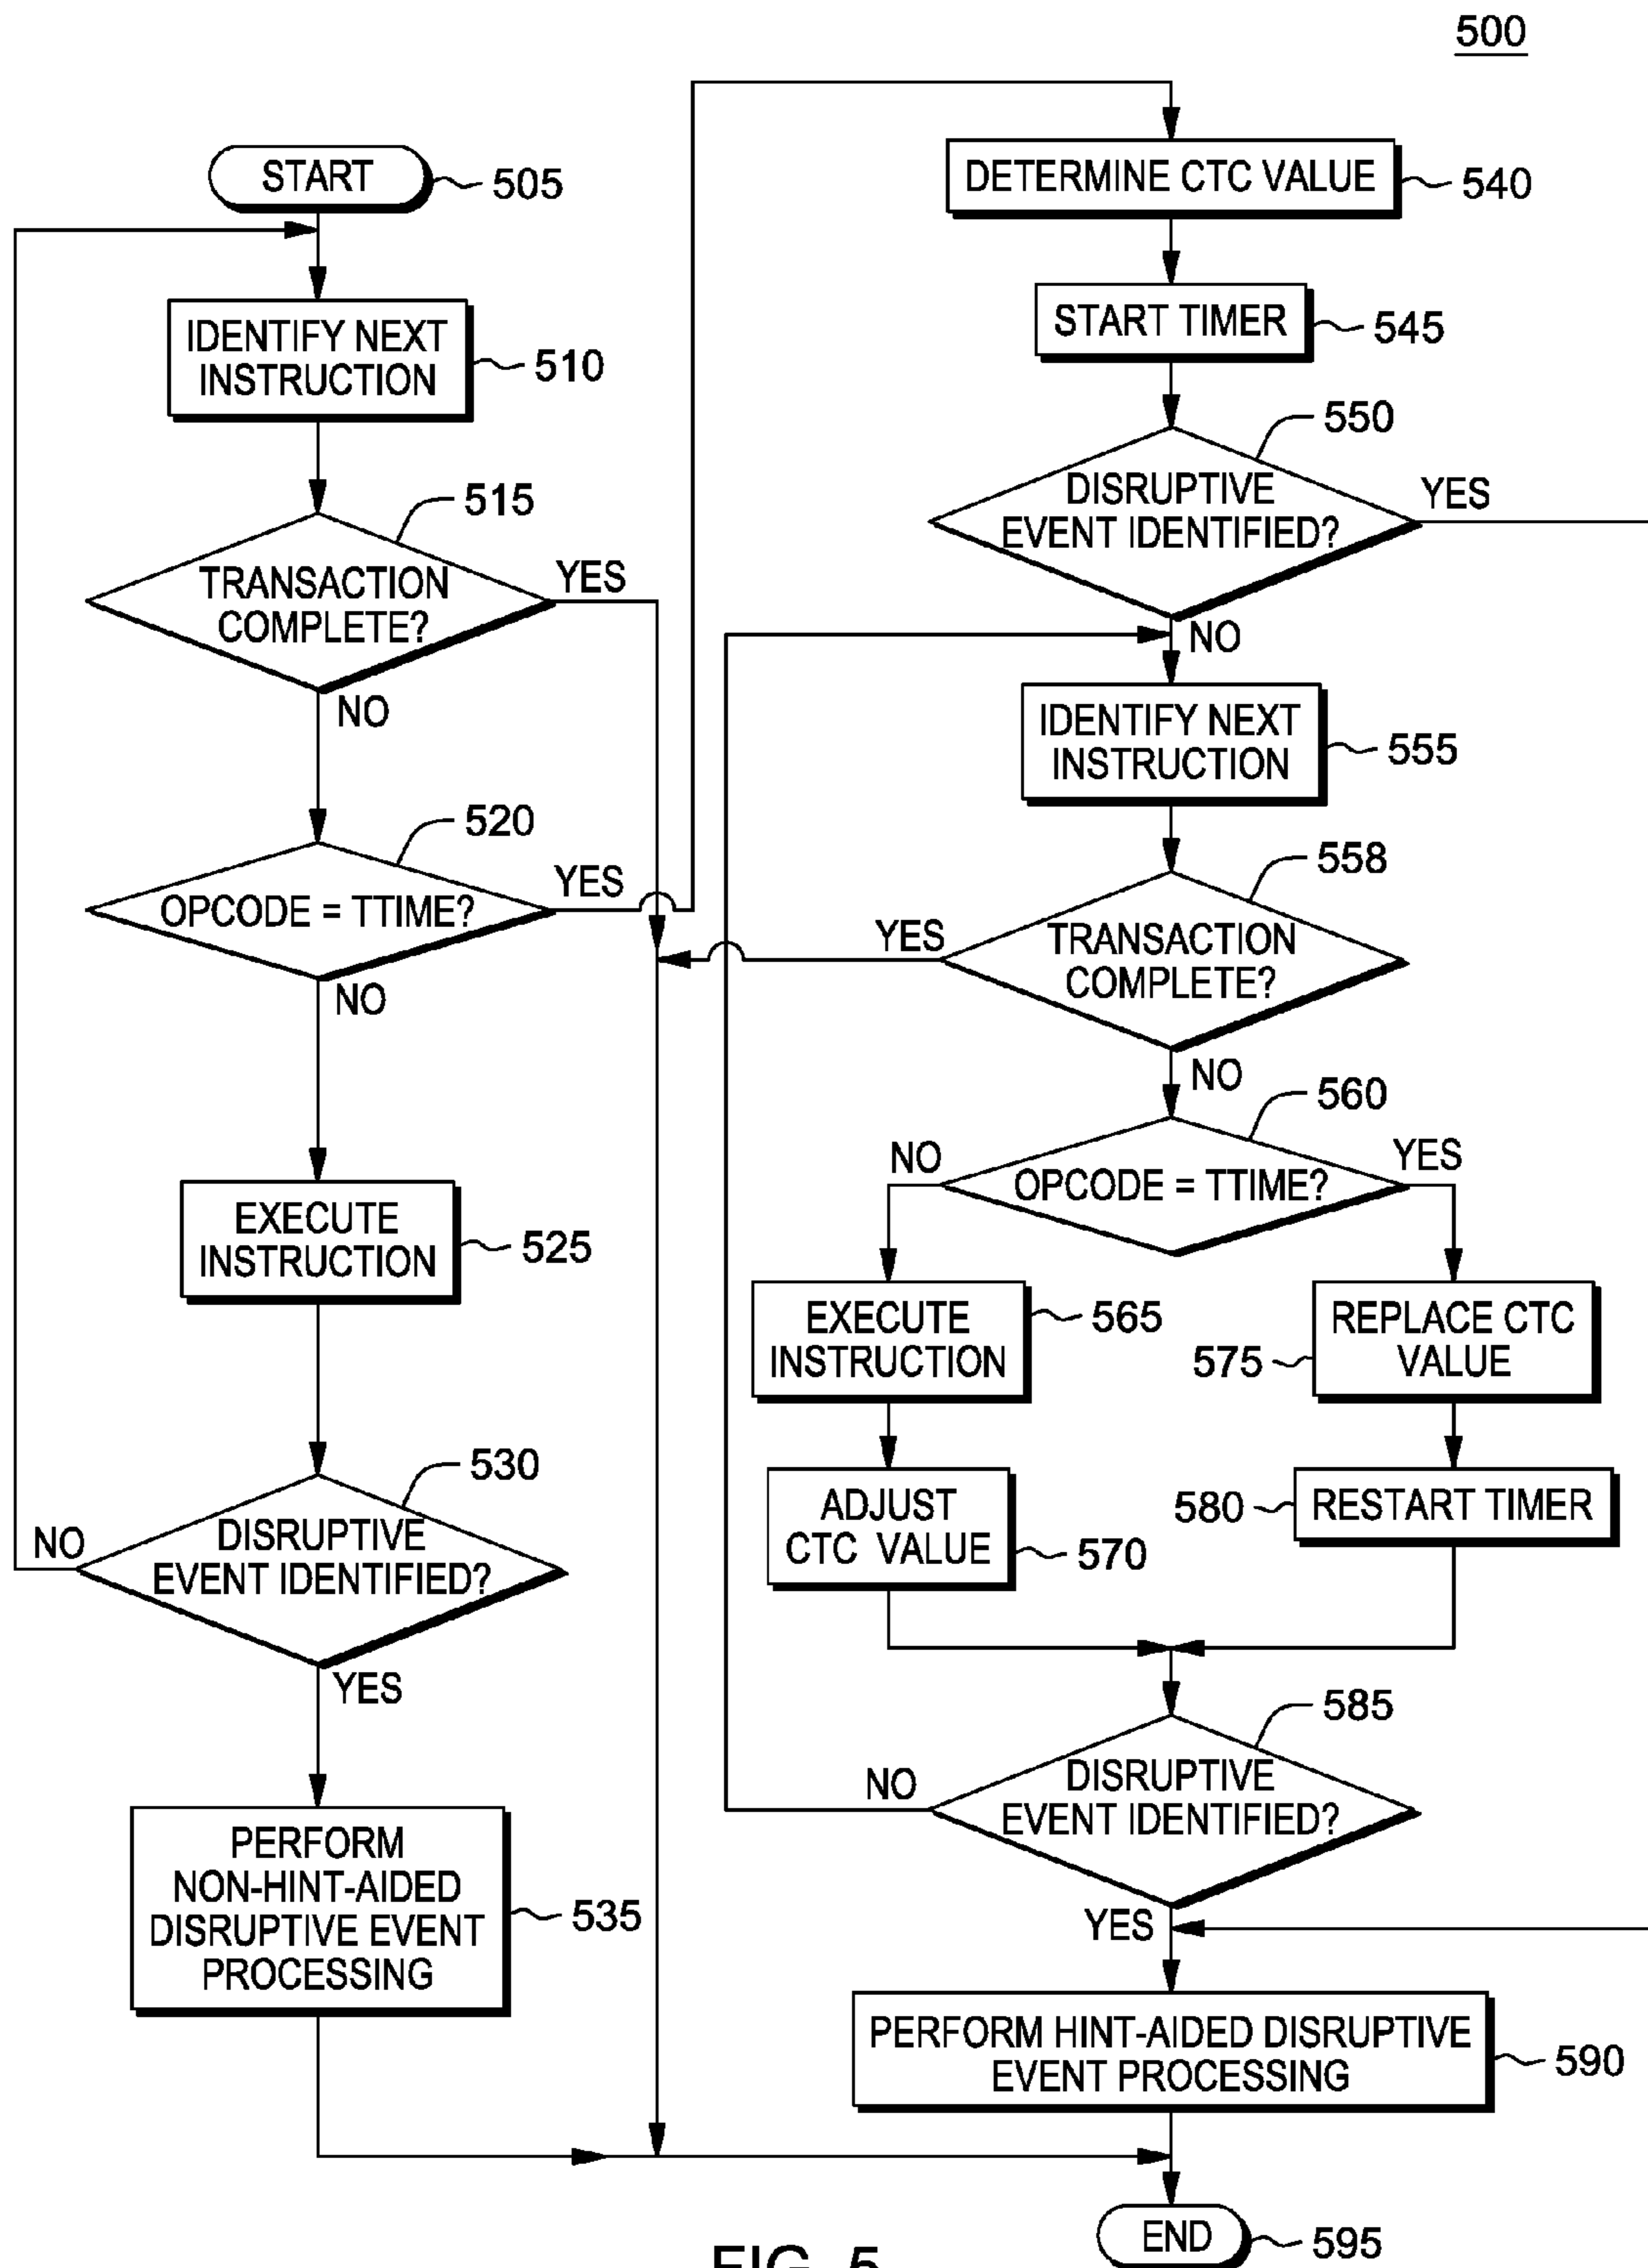 500
START
505
IDENTIFY NEXT
INSTRUCTION
510
515
TRANSACTION
COMPLETE?
YES
NO
520
OPCODE = TTIME?
YES
NO
EXECUTE
INSTRUCTION
525
530
DISRUPTIVE
EVENT IDENTIFIED?
NO
YES
PERFORM
NON-HINT-AIDED
DISRUPTIVE EVENT
PROCESSING
535
DETERMINE CTC VALUE
540
START TIMER
545
550
DISRUPTIVE
EVENT IDENTIFIED?
YES
NO
IDENTIFY NEXT
INSTRUCTION
555
558
TRANSACTION
COMPLETE?
YES
NO
560
OPCODE = TTIME?
NO
YES
EXECUTE
INSTRUCTION
565
ADJUST
CTC VALUE
570
REPLACE CTC
VALUE
575
RESTART TIMER
580
585
DISRUPTIVE
EVENT IDENTIFIED?
NO
YES
PERFORM HINT-AIDED DISRUPTIVE
EVENT PROCESSING
590
END
595
FIG. 5